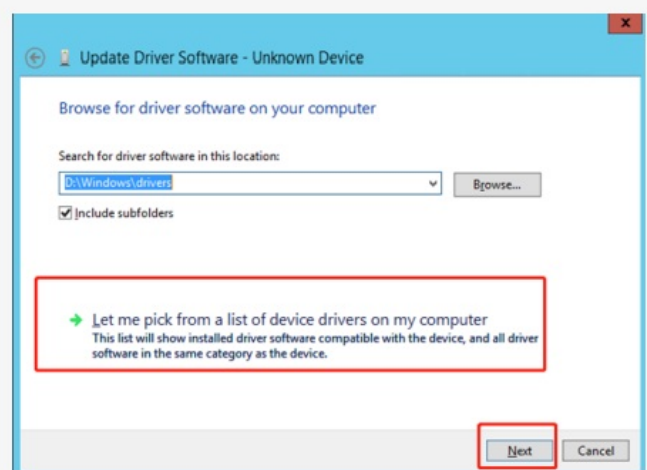 x
Update Driver Software - Unknown Device
Browse for driver software on your computer
Search for driver software in this location:
D:\Windows\drivers
Browse...
Include subfolders
Let me pick from a list of device drivers on my computer
This list will show installed driver software compatible with the device, and all driver
software in the same category as the device.
Next
Cancel